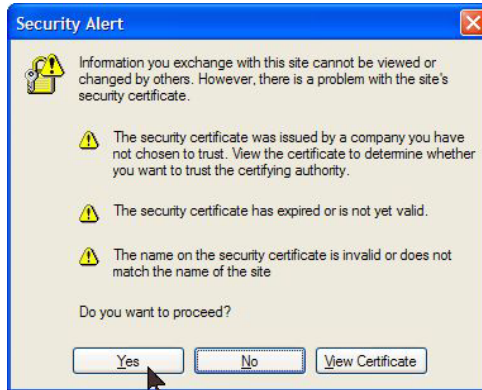 Security Alert
Information you exchange with this site cannot be viewed or
changed by others. However, there is a problem with the site's
security certificate.
The security certificate was issued by a company you have
not chosen to trust. View the certificate to determine whether
you want to trust the certifying authority.
The security certificate has expired or is not yet valid.
The name on the security certificate is invalid or does not
match the name of the site
Do you want to proceed?
Yes No View Certificate